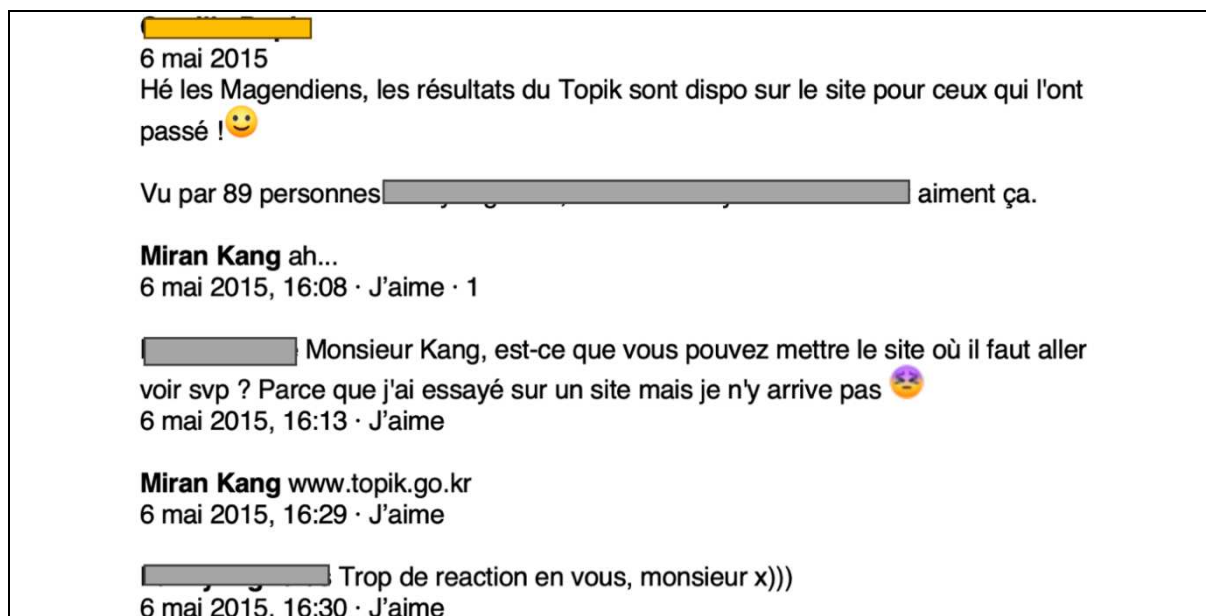 6 mai 2015
Hé les Magendiens, les résultats du Topik sont dispo sur le site pour ceux qui l'ont
passé !
Vu par 89 personnes aiment ça.
Miran Kang ah...
6 mai 2015, 16:08 · J'aime · 1
Monsieur Kang, est-ce que vous pouvez mettre le site où il faut aller
voir svp ? Parce que j'ai essayé sur un site mais je n'y arrive pas
6 mai 2015, 16:13 · J'aime
Miran Kang www.topik.go.kr
6 mai 2015, 16:29 · J'aime
Trop de reaction en vous, monsieur x)))
6 mai 2015, 16:30 · J'aime